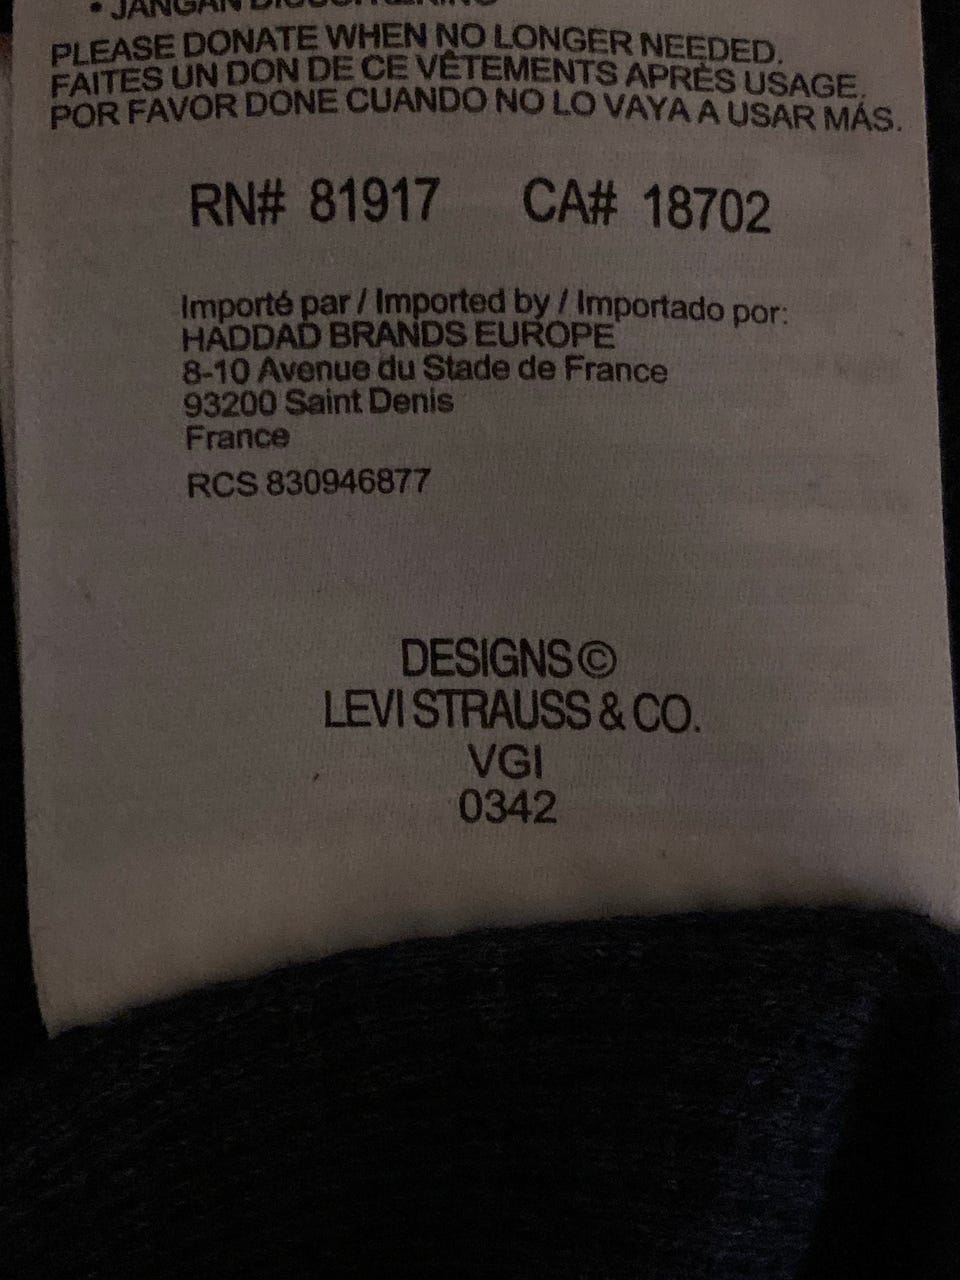 • JANGAN
PLEASE DONATE WHEN NO LONGER NEEDED.
FAITES UN DON DE CE VÊTEMENTS APRÈS USAGE.
POR FAVOR DONE CUANDO NO LO VAYA A USAR MÁS.
RN# 81917 CA# 18702
Importé par / Imported by / Importado por:
HADDAD BRANDS EUROPE
8-10 Avenue du Stade de France
93200 Saint Denis
France
RCS 830946877
DESIGNS©
LEVI STRAUSS & CO.
VGI
0342